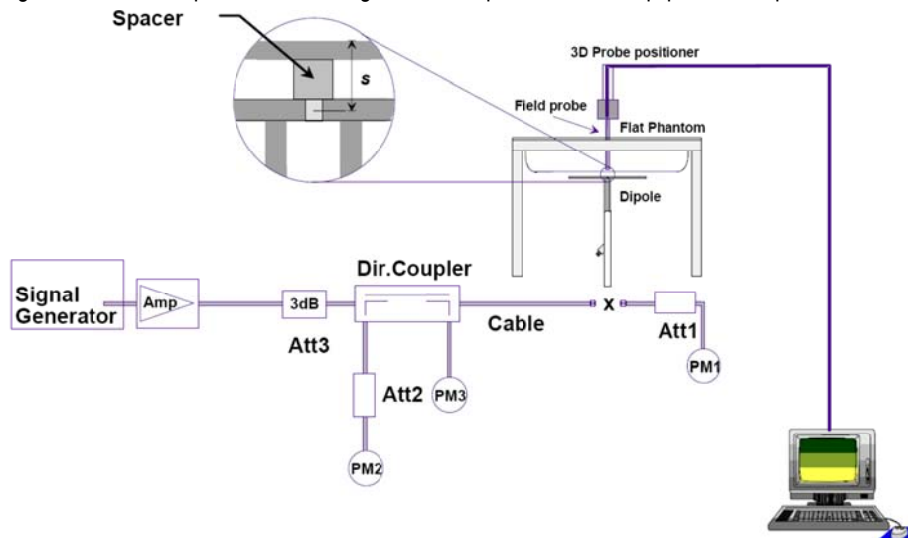 Spacer
s
3D Probe positioner
Field probe
Flat Phantom
Dipole
Dir.Coupler
Signal
Generator
Amp
3dB
Att3
Cable
x
Att1
PM1
Att2
PM3
PM2